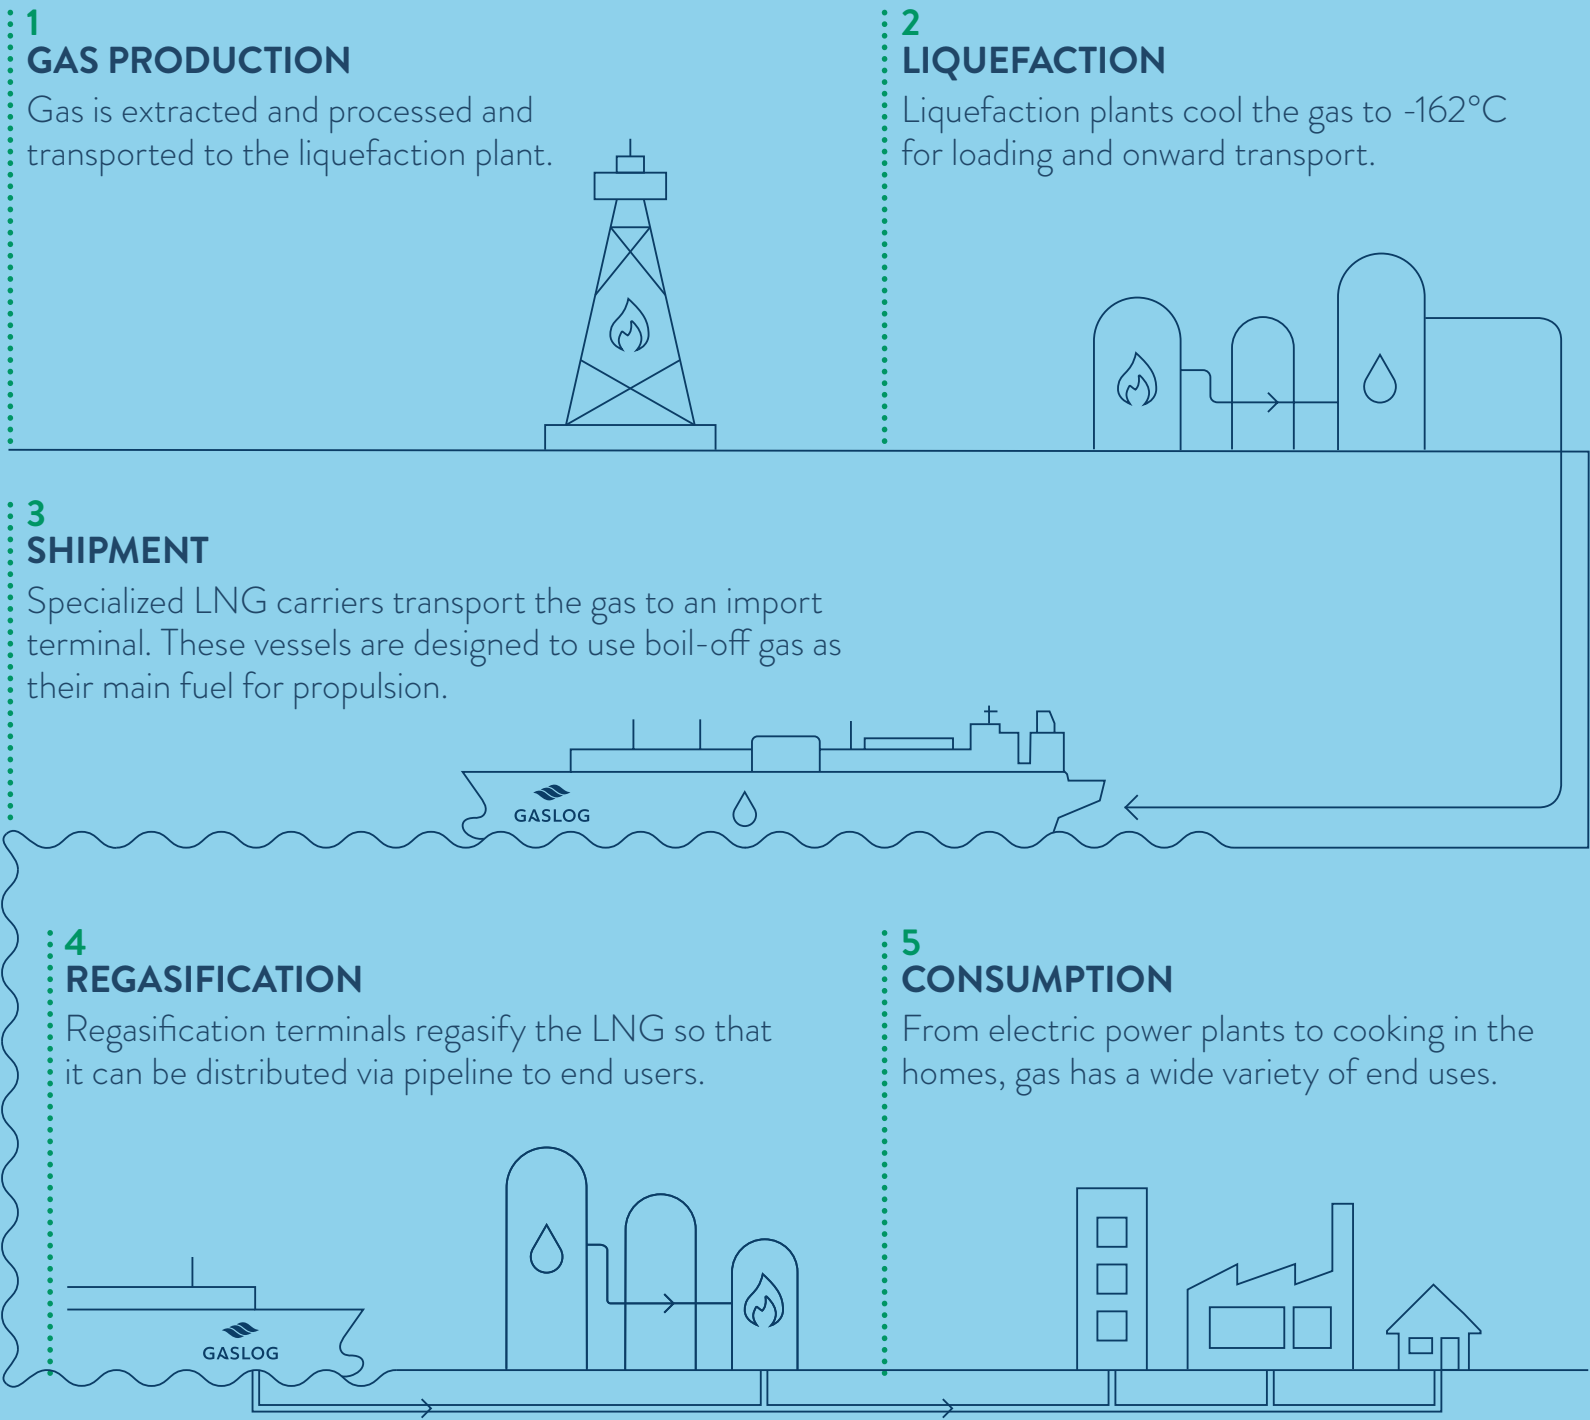 1
GAS PRODUCTION
Gas is extracted and processed and
transported to the liquefaction plant.
2
LIQUEFACTION
Liquefaction plants cool the gas to -162°C
for loading and onward transport.
3
SHIPMENT
Specialized LNG carriers transport the gas to an import
terminal. These vessels are designed to use boil-off gas as
their main fuel for propulsion.
GASLOG
4
REGASIFICATION
Regasification terminals regasify the LNG so that
it can be distributed via pipeline to end users.
GASLOG
5
CONSUMPTION
From electric power plants to cooking in the
homes, gas has a wide variety of end uses.